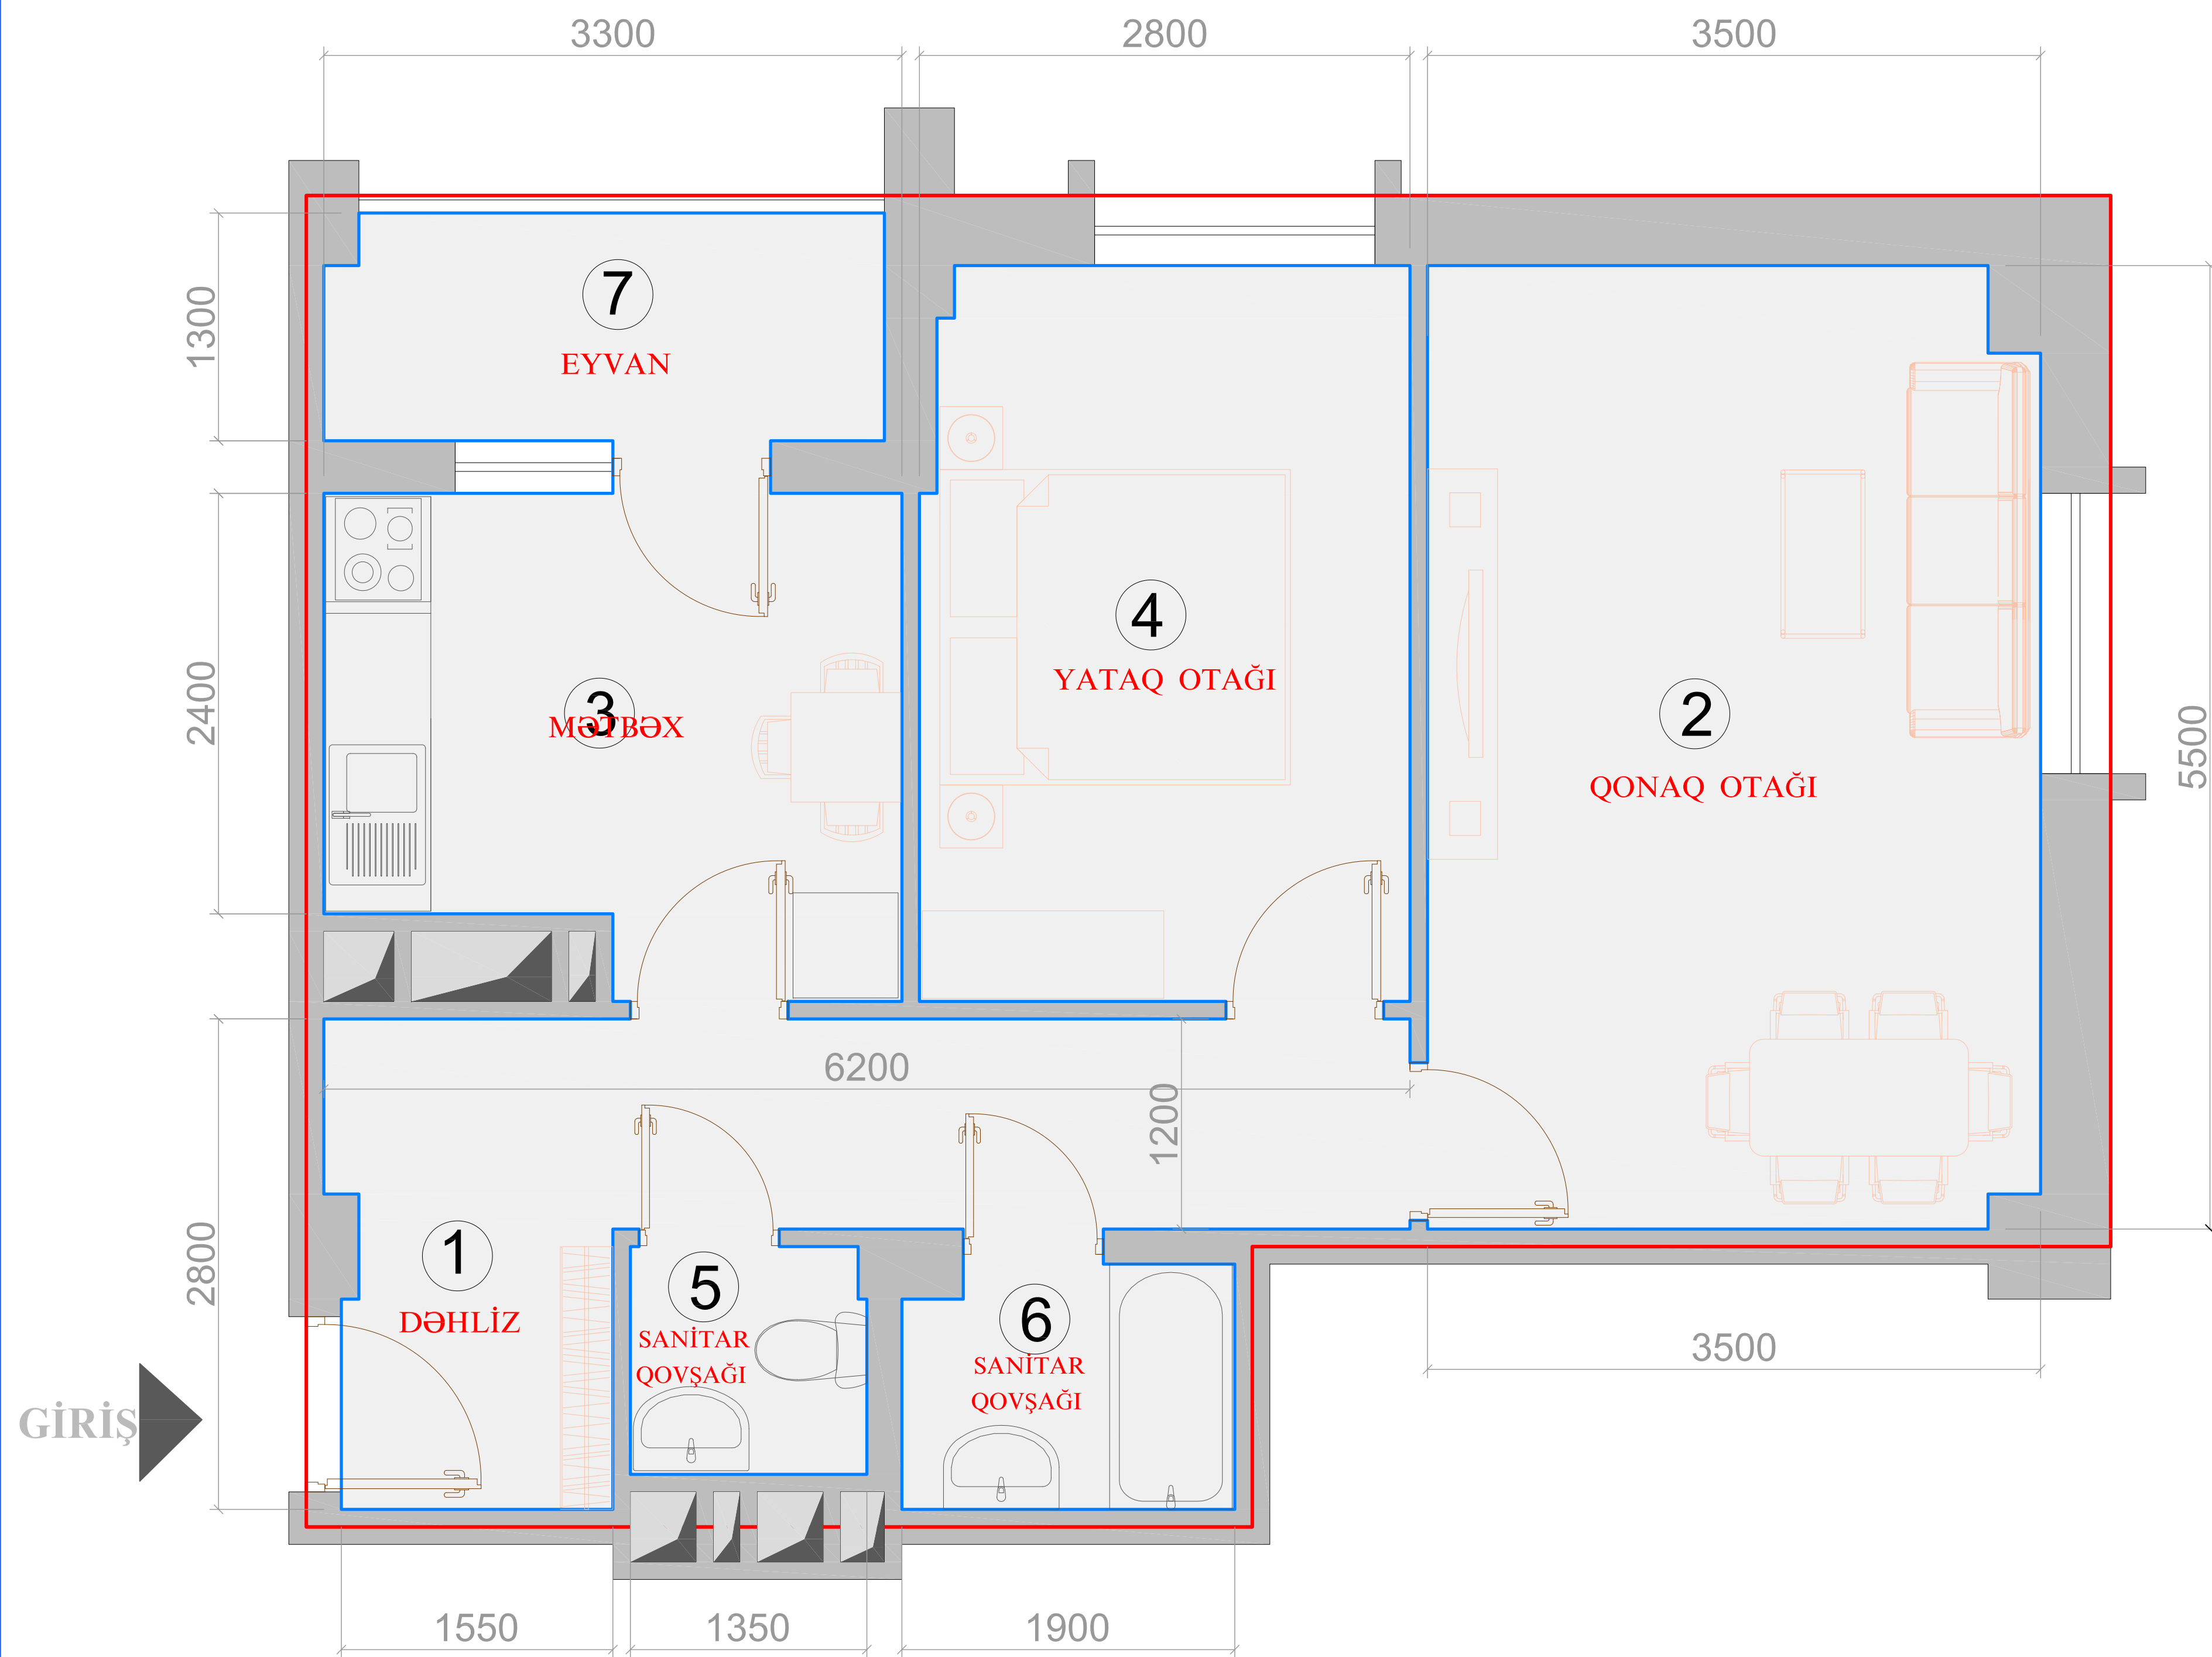 3300
2800
3500
7
EYVAN
1300
4
YATAQ OTAĞI
2400
3
MƏTBƏX
2
QONAQ OTAĞI
5500
6200
1200
2800
1
DƏHLİZ
5
SANİTAR
QOVŞAĞI
6
SANİTAR
QOVŞAĞI
3500
GİRİŞ
1550
1350
1900